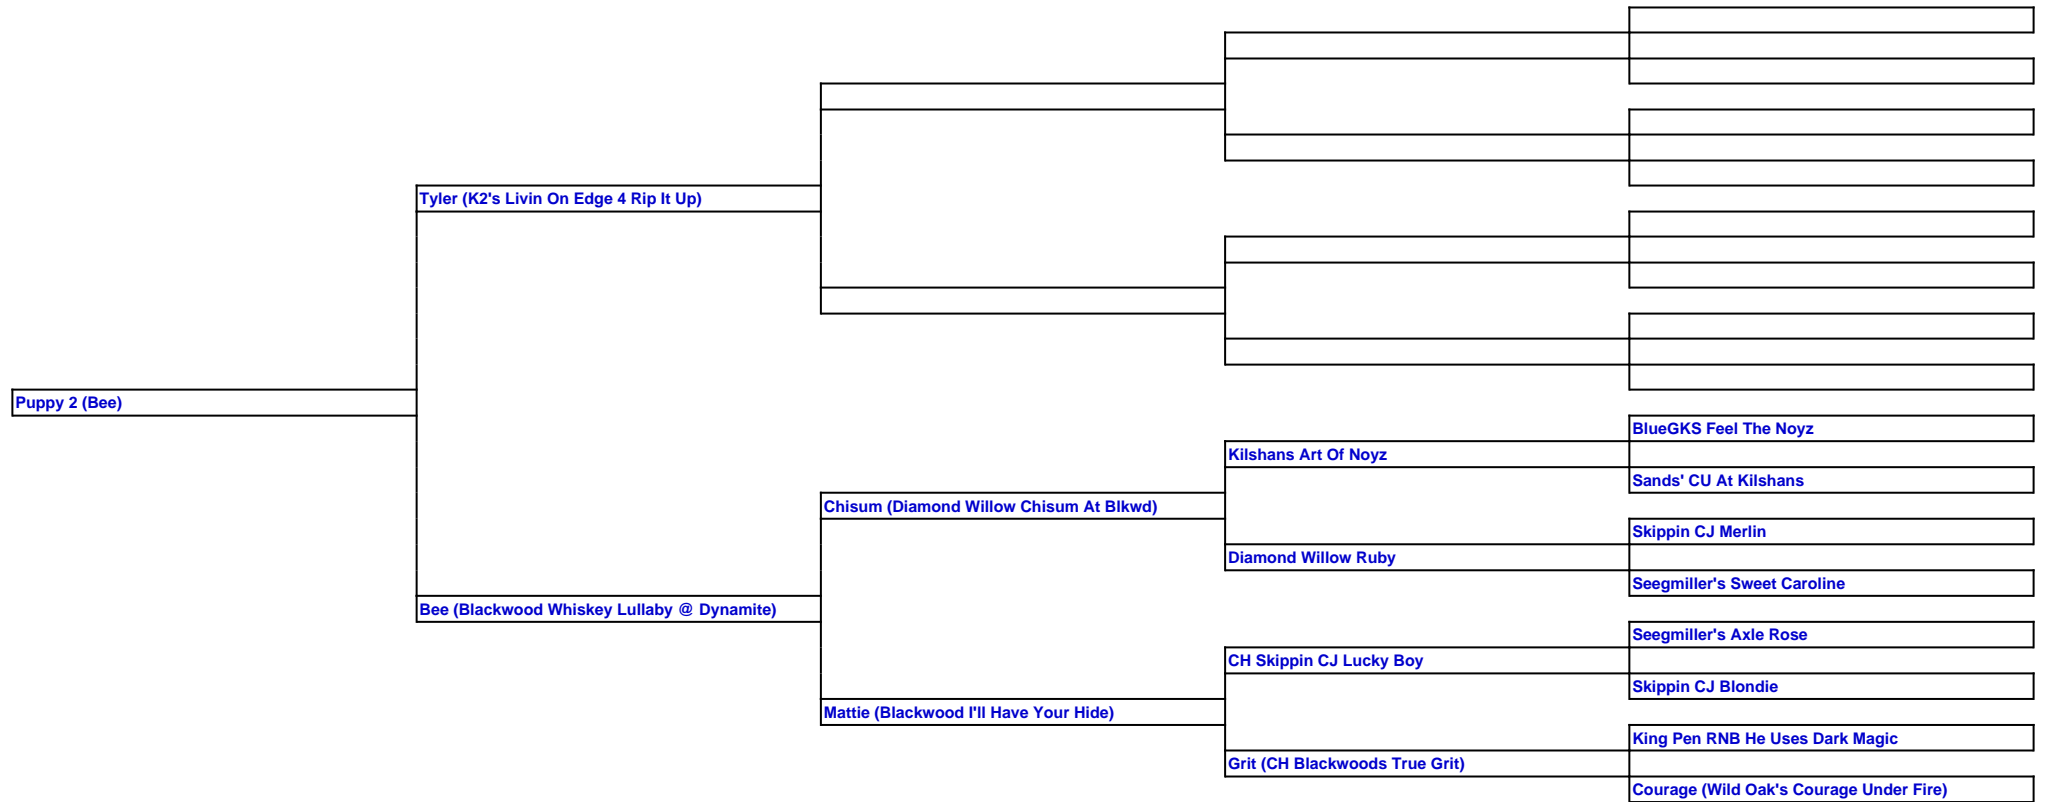 Tyler (K2's Livin On Edge 4 Rip It Up)
Puppy 2 (Bee)
BlueGKS Feel The Noyz
Kilshans Art Of Noyz
Sands' CU At Kilshans
Chisum (Diamond Willow Chisum At Blkwd)
Skippin CJ Merlin
Diamond Willow Ruby
Seegmiller's Sweet Caroline
Bee (Blackwood Whiskey Lullaby @ Dynamite)
Seegmiller's Axle Rose
CH Skippin CJ Lucky Boy
Skippin CJ Blondie
Mattie (Blackwood I'll Have Your Hide)
King Pen RNB He Uses Dark Magic
Grit (CH Blackwoods True Grit)
Courage (Wild Oak's Courage Under Fire)